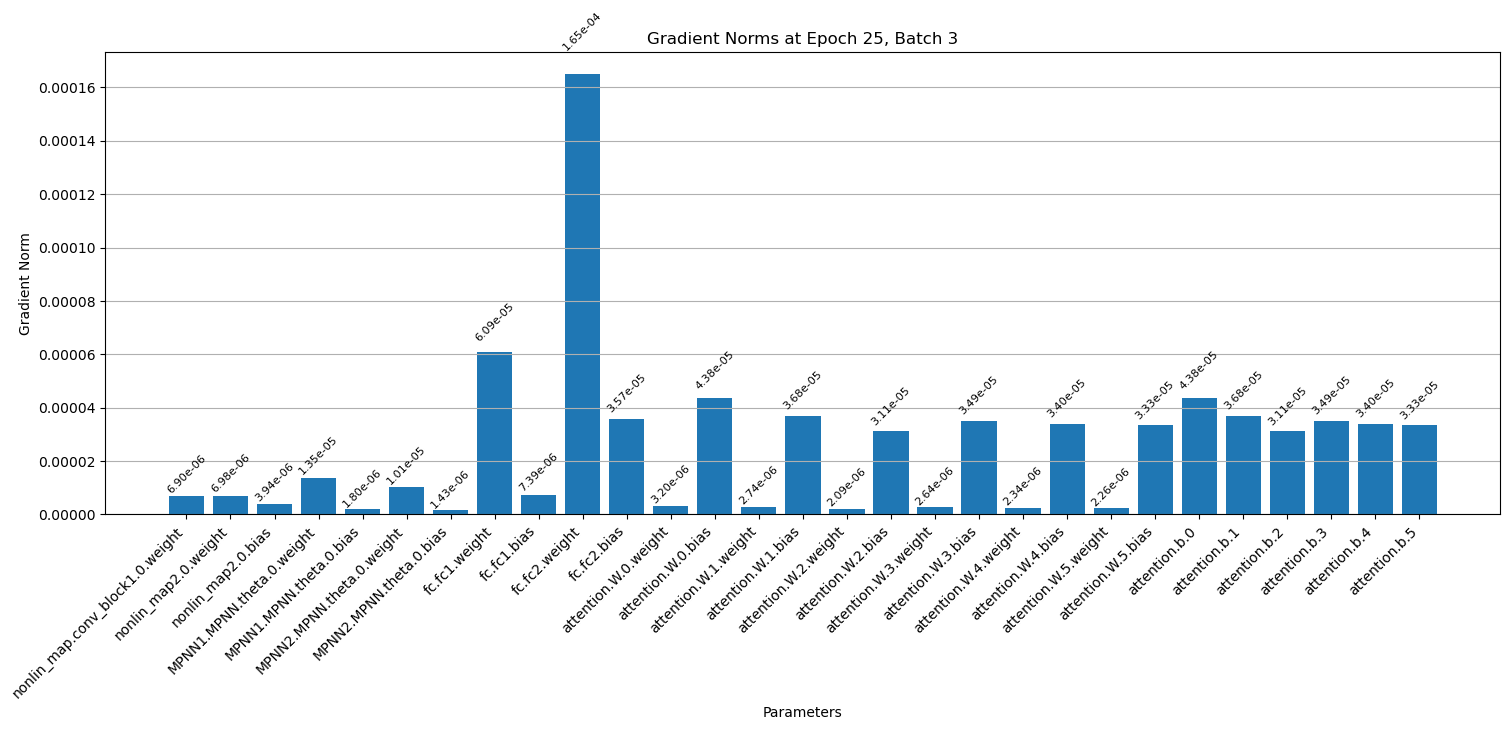 Gradient Norms at Epoch 25, Batch 3
Gradient Norm
0.00016
0.00014
0.00012
0.00010
0.00008
0.00006
0.00004
0.00002
0.00000
6.90e-06
6.98e-06
3.94e-06
1.35e-05
1.80e-06
1.01e-05
1.43e-06
6.09e-05
7.39e-06
1.65e-04
3.57e-05
3.20e-06
4.38e-05
2.74e-06
3.68e-05
2.09e-06
3.11e-05
2.64e-06
3.49e-05
2.34e-06
3.40e-05
2.26e-06
3.33e-05
4.38e-05
3.68e-05
3.11e-05
3.49e-05
3.40e-05
3.33e-05
nonlin_map.conv_block1.0.weight
nonlin_map2.0.weight
nonlin_map2.0.bias
MPNN1.MPNN.theta.0.weight
MPNN1.MPNN.theta.0.bias
MPNN2.MPNN.theta.0.weight
MPNN2.MPNN.theta.0.bias
fc.fc1.weight
fc.fc1.bias
fc.fc2.weight
fc.fc2.bias
attention.W.0.weight
attention.W.0.bias
attention.W.1.weight
attention.W.1.bias
attention.W.2.weight
attention.W.2.bias
attention.W.3.weight
attention.W.3.bias
attention.W.4.weight
attention.W.4.bias
attention.W.5.weight
attention.W.5.bias
attention.b.0
attention.b.1
attention.b.2
attention.b.3
attention.b.4
attention.b.5
Parameters